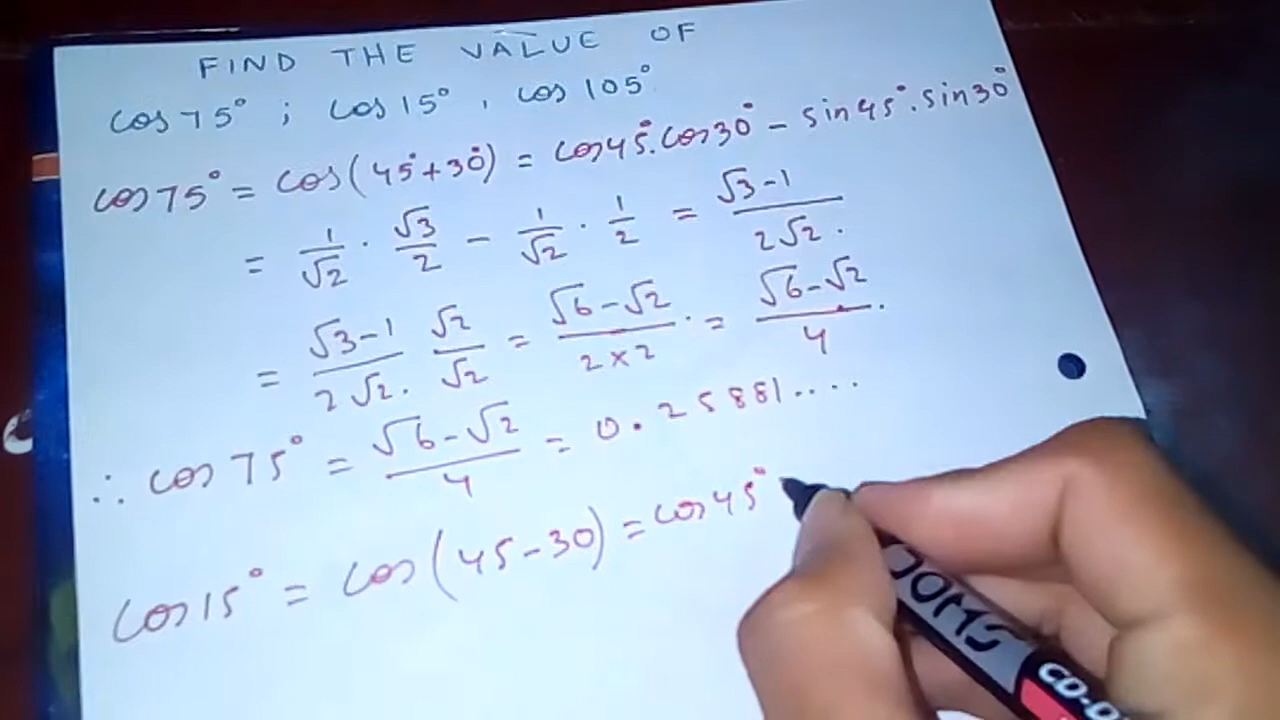 FIND THE VALUE OF
cos 75° ; cos 15° , cos 105°
cos 75° = cos(45°+30°) = cos45°.cos30° - sin45°.sin30°
= 1/√2 . √3/2 - 1/√2 . 1/2 = √3-1/2√2.
= √3-1/2√2. √2/√2 = √6-√2/2×2. = √6-√2/4.
∴ cos 75° = √6-√2/4 = 0.25881....
cos 15° = cos(45-30) = cos 45°
DOMS
CD-D